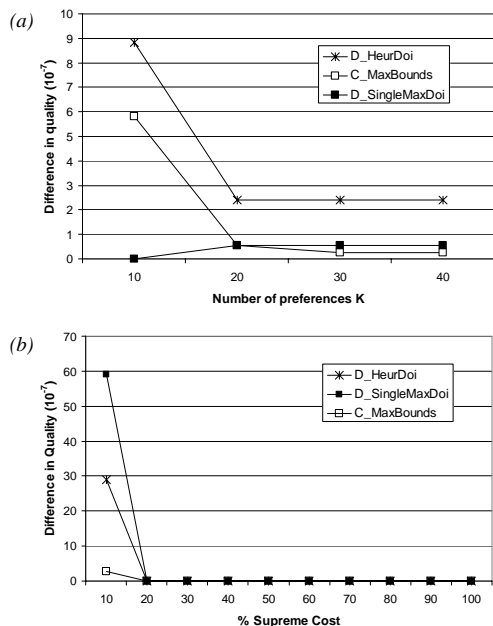 (a)
Difference in quality (10⁻⁷)
10
9
8
7
6
5
4
3
2
1
0
D_HeurDoi
C_MaxBounds
D_SingleMaxDoi
10 20 30 40
Number of preferences K
(b)
Difference in Quality (10⁻⁷)
70
60
50
40
30
20
10
0
D_HeurDoi
D_SingleMaxDoi
C_MaxBounds
10 20 30 40 50 60 70 80 90 100
% Supreme Cost